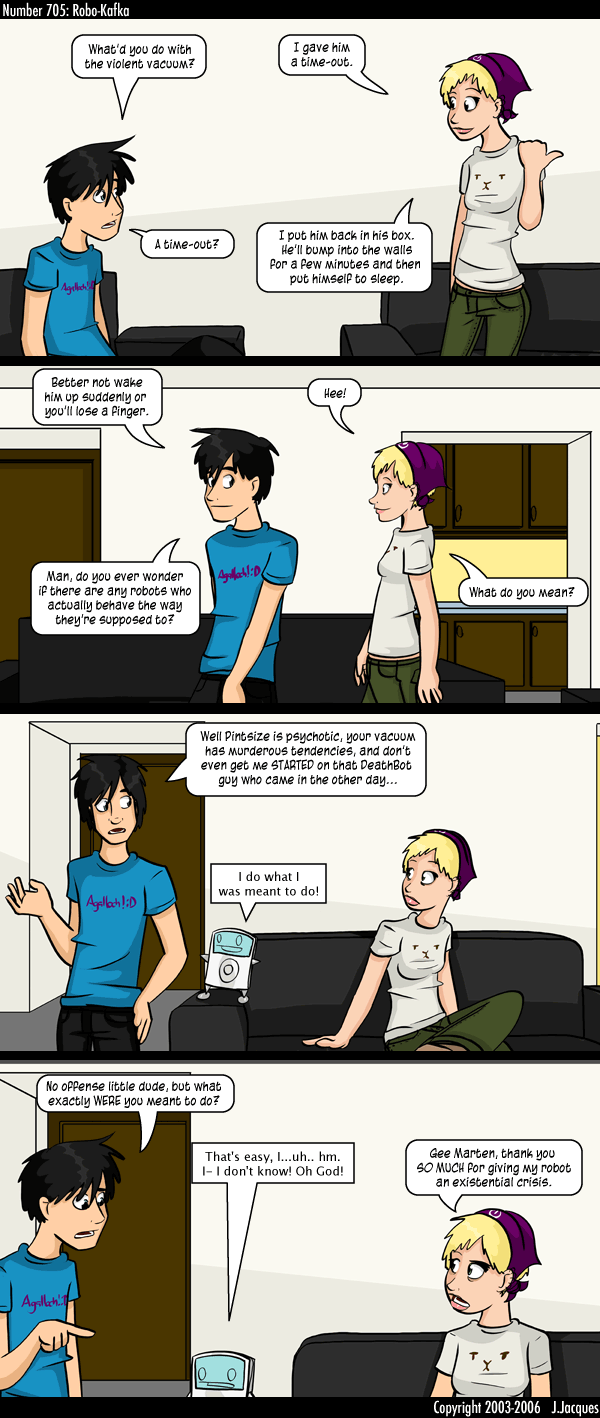 Number 705: Robo-Kafka
What'd you do with
the violent vacuum?
I gave him
a time-out.
A time-out?
I put him back in his box.
He'll bump into the walls
for a few minutes and then
put himself to sleep.
Agalloch! :D
Better not wake
him up suddenly or
you'll lose a finger.
Hee!
Man, do you ever wonder
if there are any robots who
actually behave the way
they're supposed to?
What do you mean?
Agalloch! :D
Well Pintsize is psychotic, your vacuum
has murderous tendencies, and don't
even get me STARTED on that DeathBot
guy who came in the other day...
I do what I
was meant to do!
Agalloch! :D
No offense little dude, but what
exactly WERE you meant to do?
That's easy, I...uh.. hm.
I- I don't know! Oh God!
Gee Marten, thank you
SO MUCH for giving my robot
an existential crisis.
Agalloch! :D
Copyright 2003-2006 J.Jacques